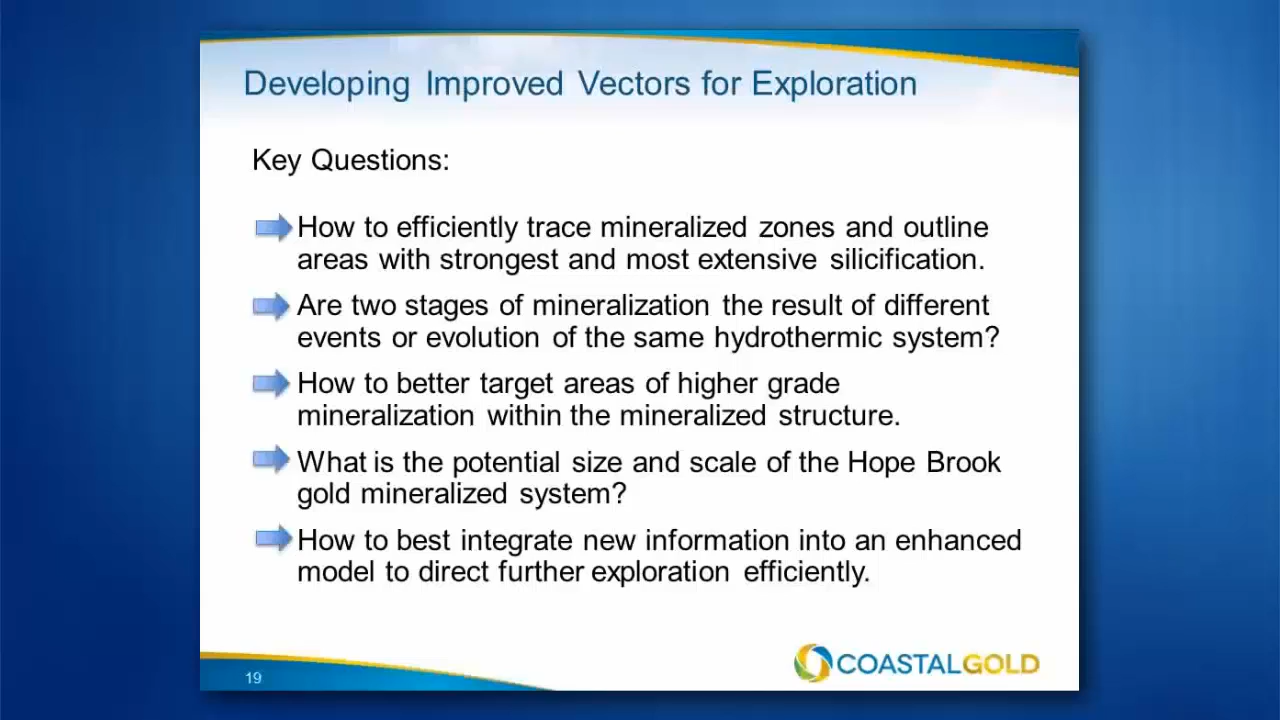 Developing Improved Vectors for Exploration
Key Questions:
How to efficiently trace mineralized zones and outline
areas with strongest and most extensive silicification.
Are two stages of mineralization the result of different
events or evolution of the same hydrothermic system?
How to better target areas of higher grade
mineralization within the mineralized structure.
What is the potential size and scale of the Hope Brook
gold mineralized system?
How to best integrate new information into an enhanced
model to direct further exploration efficiently.
19
COASTALGOLD